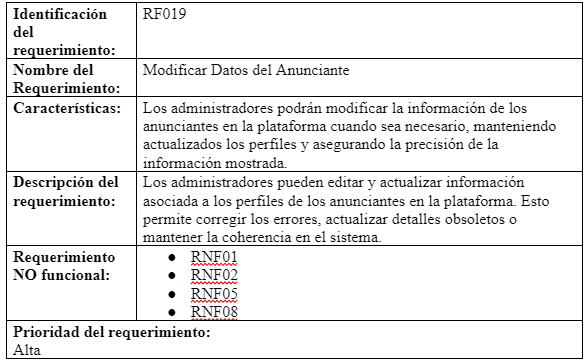 Identificación del requerimiento: RF019
Nombre del Requerimiento: Modificar Datos del Anunciante
Características: Los administradores podrán modificar la información de los
anunciantes en la plataforma cuando sea necesario, manteniendo
actualizados los perfiles y asegurando la precisión de la
información mostrada.
Descripción del requerimiento: Los administradores pueden editar y actualizar información
asociada a los perfiles de los anunciantes en la plataforma. Esto
permite corregir los errores, actualizar detalles obsoletos o
mantener la coherencia en el sistema.
Requerimiento NO funcional:
● RNF01
● RNF02
● RNF05
● RNF08
Prioridad del requerimiento:
Alta